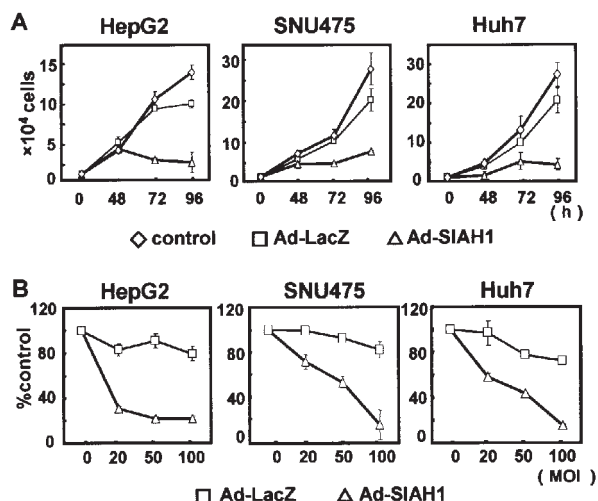 A
HepG2 SNU475 Huh7
×10⁴ cells
15
10
5
0
30
20
10
0
30
20
10
0
0 48 72 96 0 48 72 96 0 48 72 96
( h )
control Ad-LacZ Ad-SIAH1
B
HepG2 SNU475 Huh7
%control
120
80
40
0
120
80
40
0
120
80
40
0
0 20 50 100 0 20 50 100 0 20 50 100
( MOI )
Ad-LacZ Ad-SIAH1